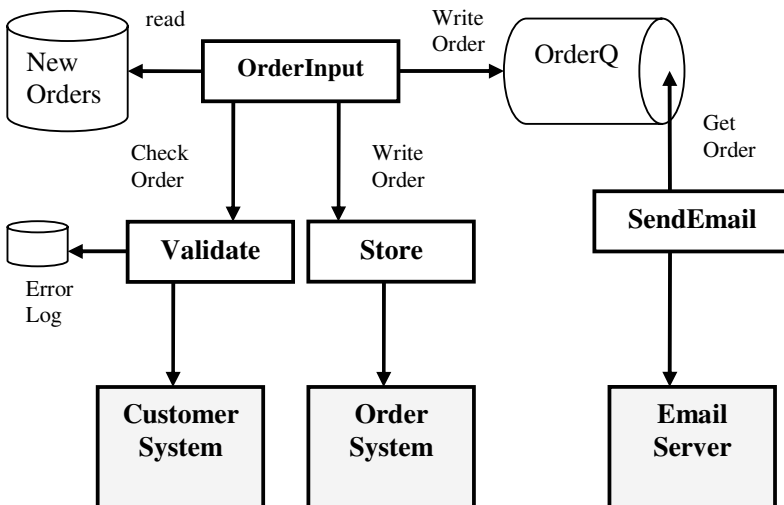 read
Write
Order
New
Orders
OrderInput
OrderQ
Check
Order
Write
Order
Get
Order
Validate
Store
SendEmail
Error
Log
Customer
System
Order
System
Email
Server